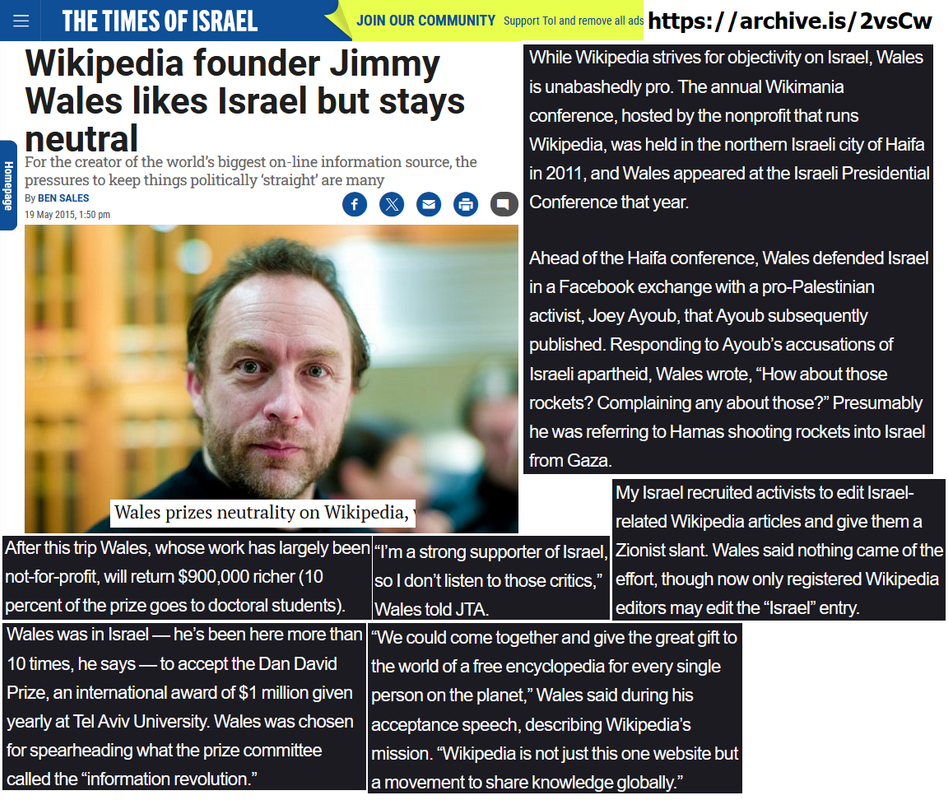 THE TIMES OF ISRAEL
JOIN OUR COMMUNITY Support ToI and remove all ads
https://archive.is/2vsCw
Wikipedia founder Jimmy
Wales likes Israel but stays
neutral
For the creator of the world's biggest on-line information source, the
pressures to keep things politically 'straight' are many
By BEN SALES
19 May 2015, 1:50 pm
Homepage
Wales prizes neutrality on Wikipedia,
While Wikipedia strives for objectivity on Israel, Wales
is unabashedly pro. The annual Wikimania
conference, hosted by the nonprofit that runs
Wikipedia, was held in the northern Israeli city of Haifa
in 2011, and Wales appeared at the Israeli Presidential
Conference that year.
Ahead of the Haifa conference, Wales defended Israel
in a Facebook exchange with a pro-Palestinian
activist, Joey Ayoub, that Ayoub subsequently
published. Responding to Ayoub's accusations of
Israeli apartheid, Wales wrote, “How about those
rockets? Complaining any about those?” Presumably
he was referring to Hamas shooting rockets into Israel
from Gaza.
My Israel recruited activists to edit Israel-
related Wikipedia articles and give them a
Zionist slant. Wales said nothing came of the
effort, though now only registered Wikipedia
editors may edit the “Israel” entry.
After this trip Wales, whose work has largely been
not-for-profit, will return $900,000 richer (10
percent of the prize goes to doctoral students).
“I'm a strong supporter of Israel,
so I don't listen to those critics,”
Wales told JTA.
Wales was in Israel — he's been here more than
10 times, he says — to accept the Dan David
Prize, an international award of $1 million given
yearly at Tel Aviv University. Wales was chosen
for spearheading what the prize committee
called the “information revolution.”
“We could come together and give the great gift to
the world of a free encyclopedia for every single
person on the planet,” Wales said during his
acceptance speech, describing Wikipedia's
mission. “Wikipedia is not just this one website but
a movement to share knowledge globally.”